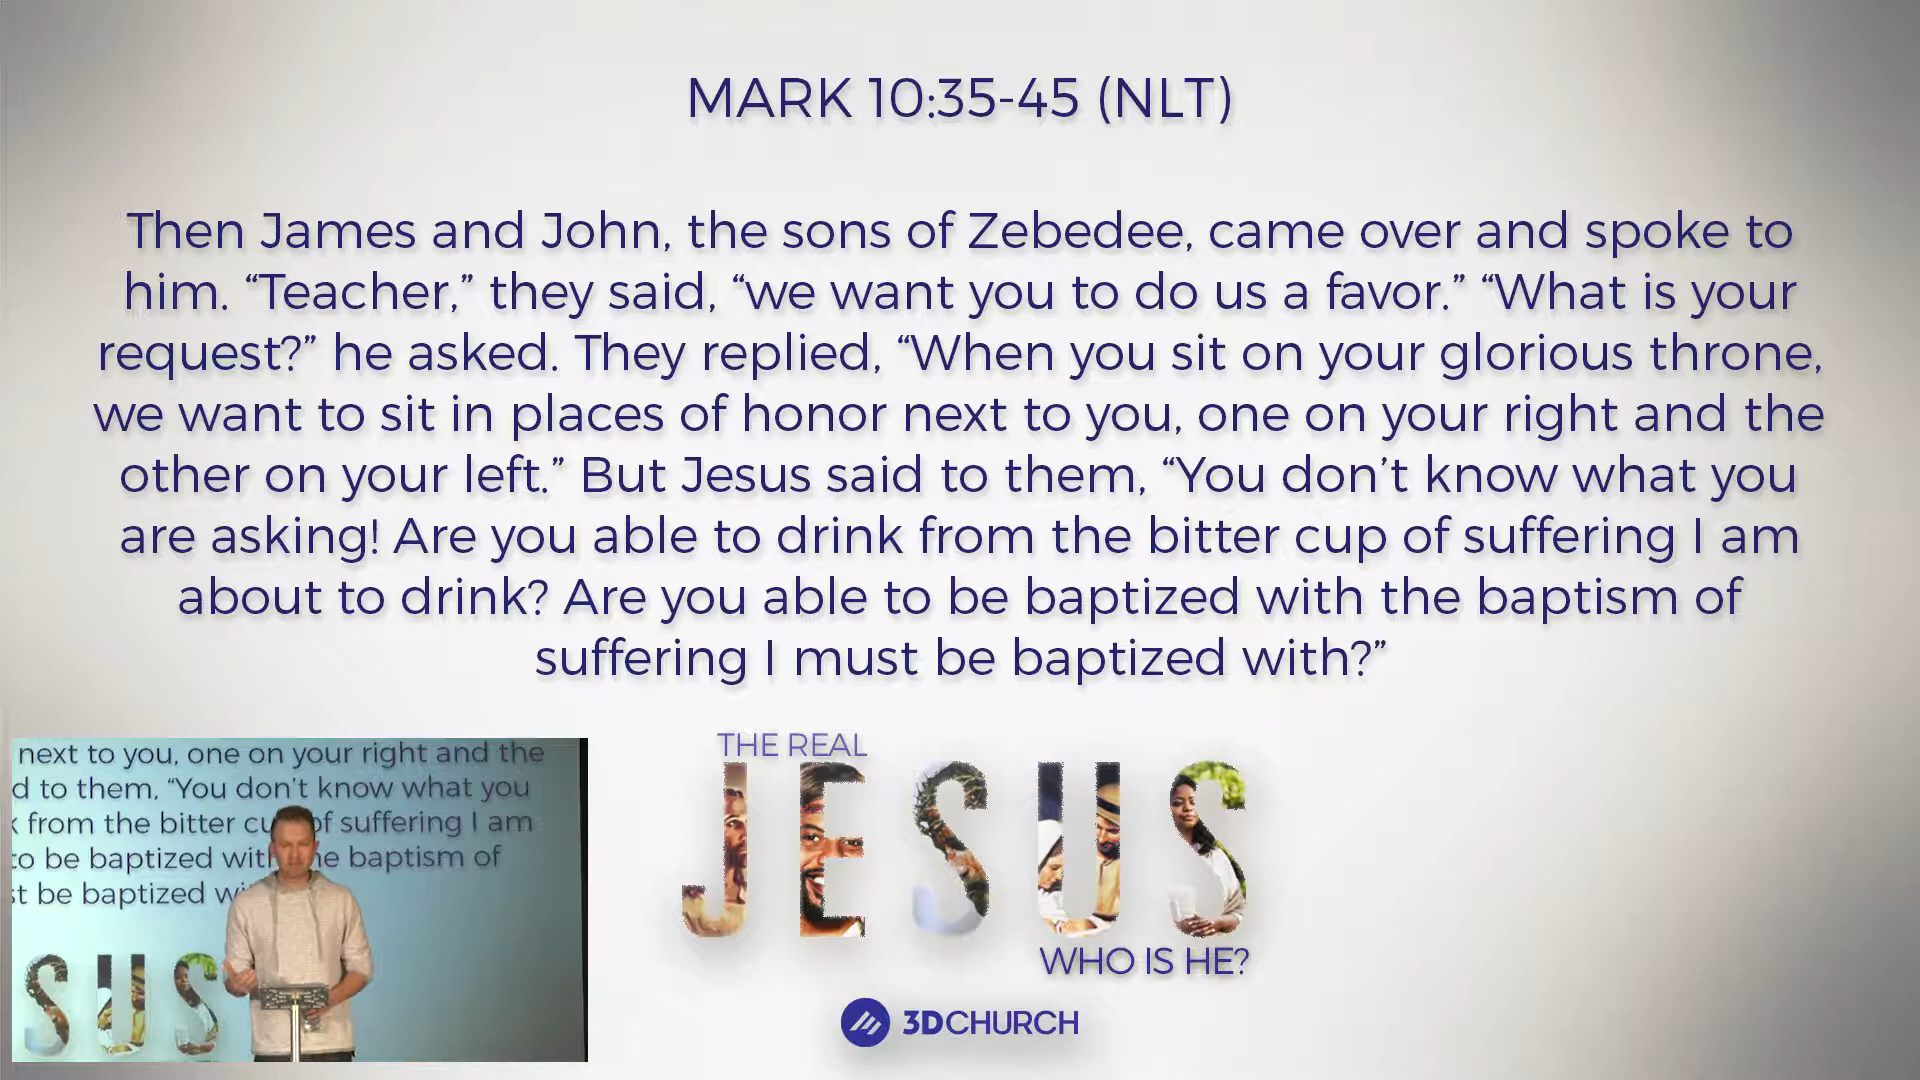 MARK 10:35-45 (NLT)
Then James and John, the sons of Zebedee, came over and spoke to
him. “Teacher,” they said, “we want you to do us a favor.” “What is your
request?” he asked. They replied, “When you sit on your glorious throne,
we want to sit in places of honor next to you, one on your right and the
other on your left.” But Jesus said to them, “You don’t know what you
are asking! Are you able to drink from the bitter cup of suffering I am
about to drink? Are you able to be baptized with the baptism of
suffering I must be baptized with?”
next to you, one on your right and the
d to them, “You don’t know what you
k from the bitter cu of suffering I am
to be baptized with he baptism of
st be baptized wi
SUS
THE REAL
JESUS
WHO IS HE?
3DCHURCH